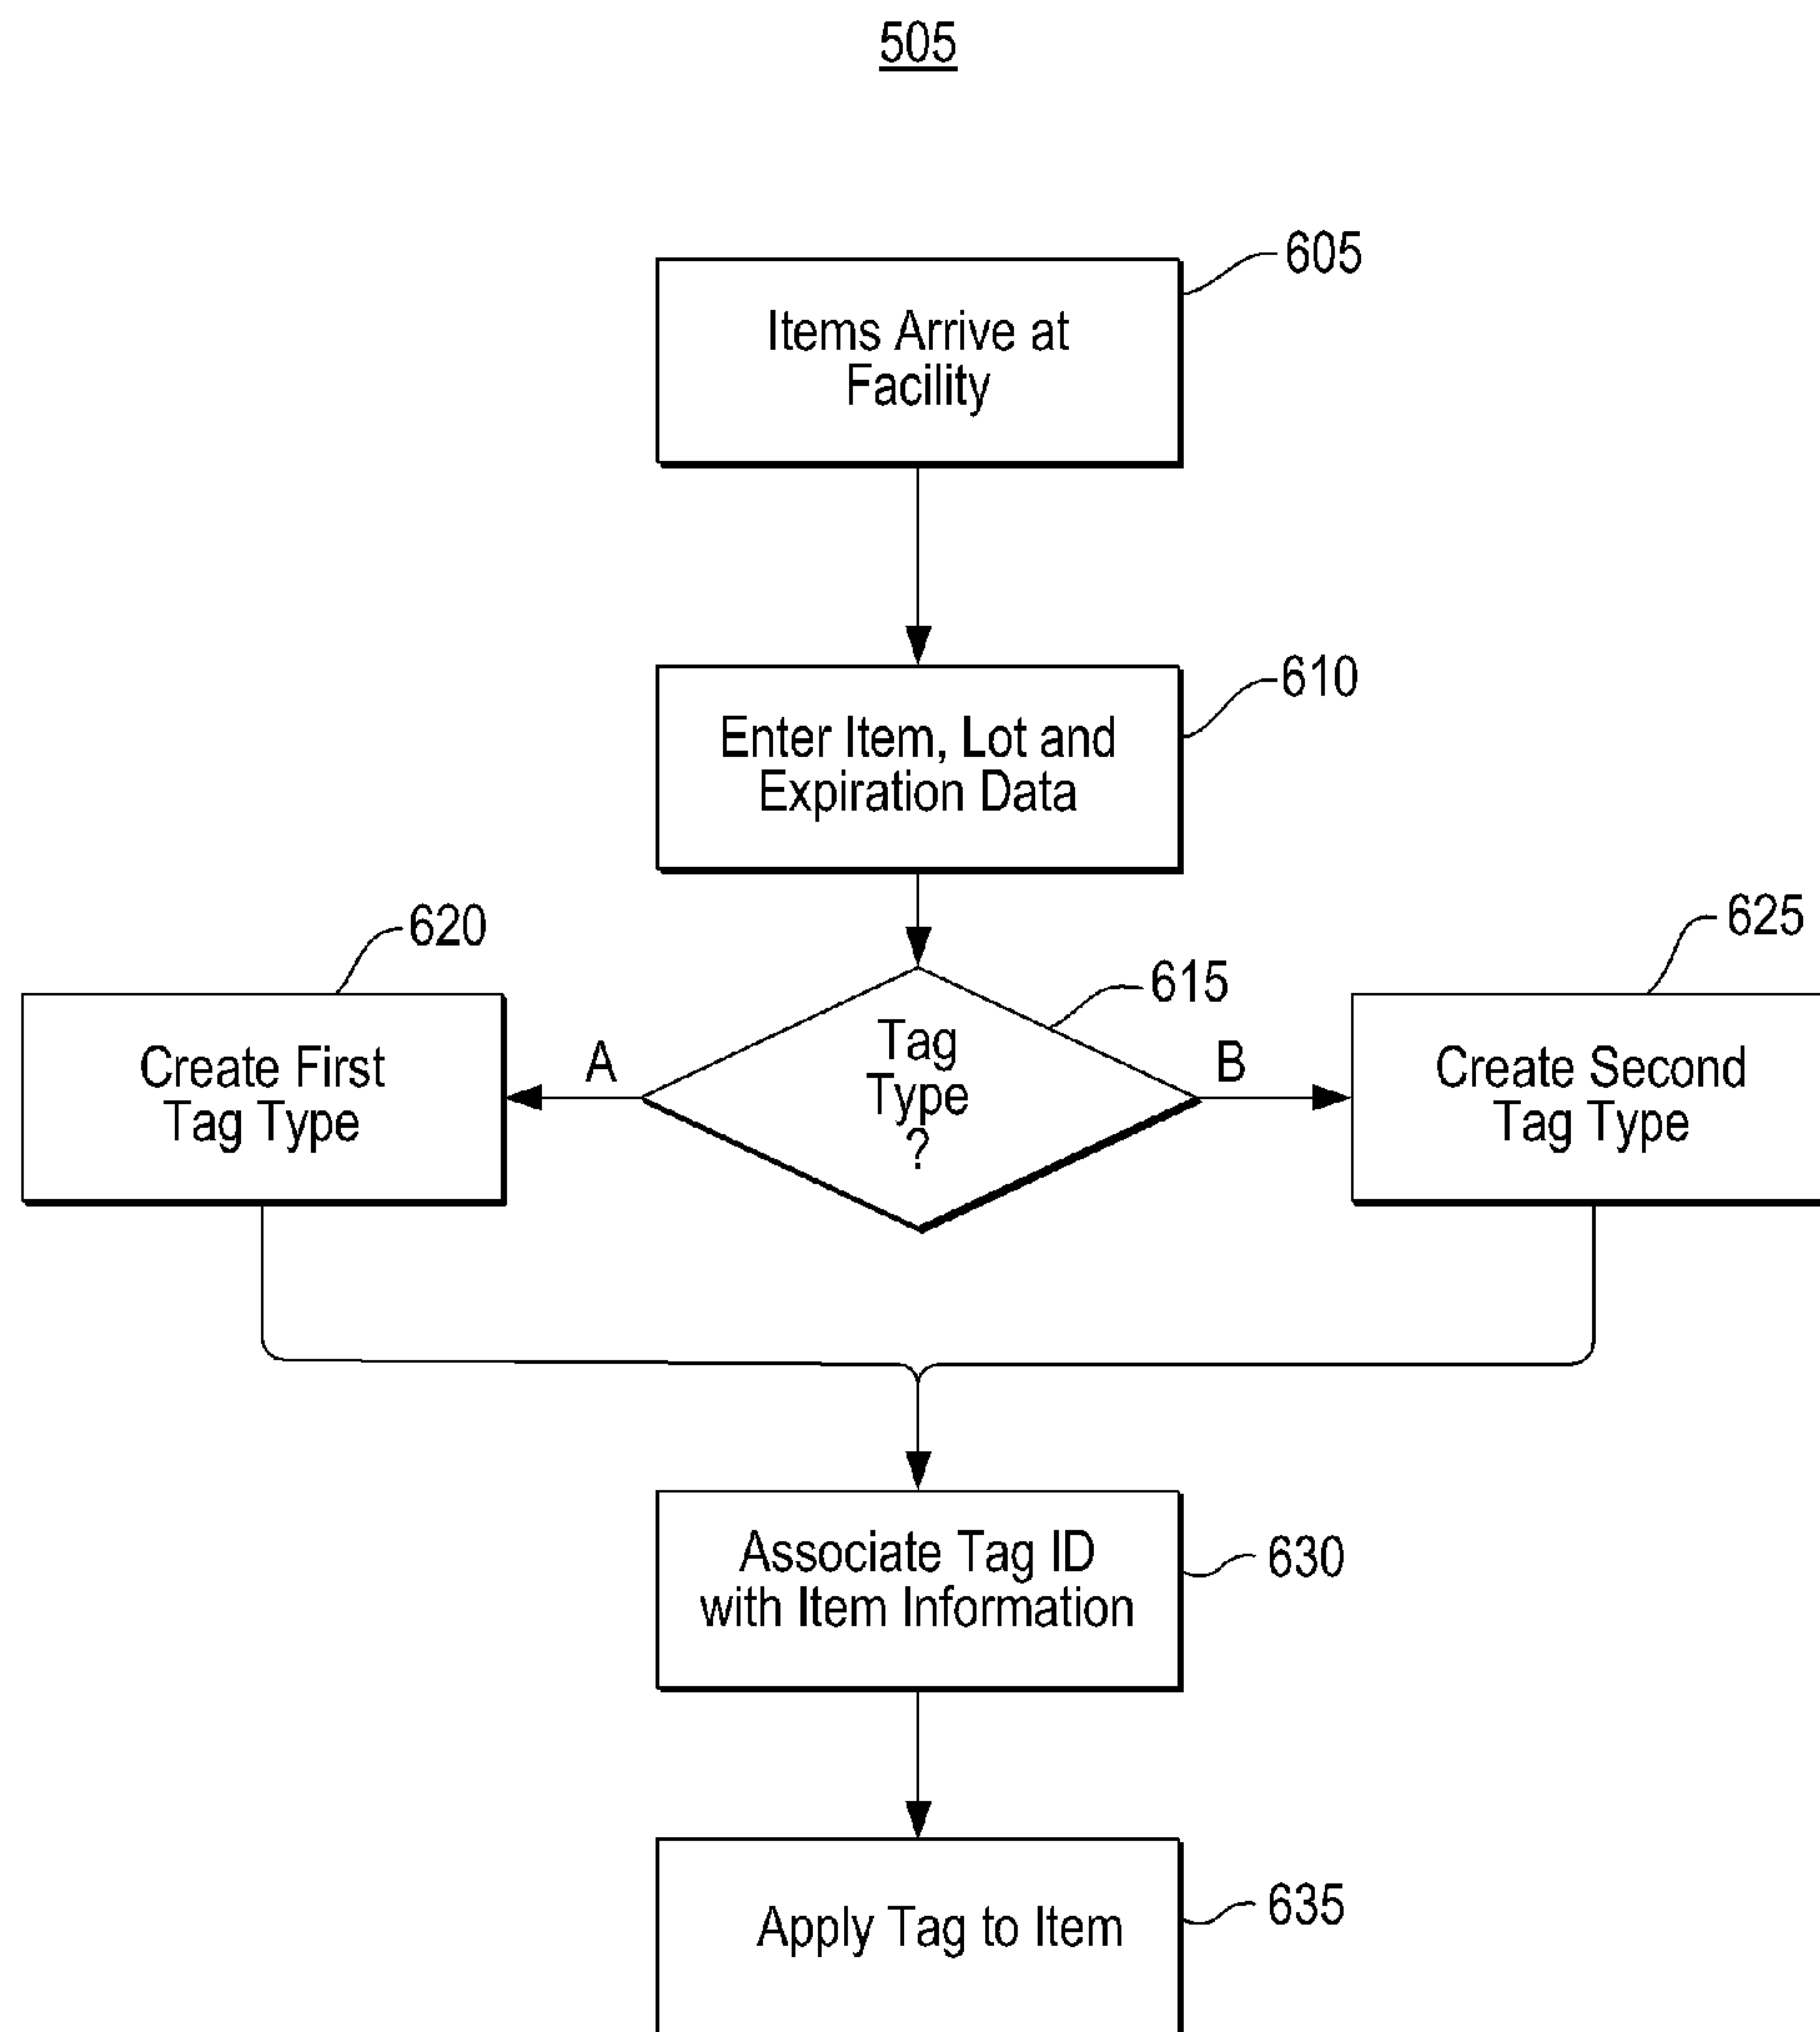 505
605
Items Arrive at
Facility
610
Enter Item, Lot and
Expiration Data
620
625
615
Create First
Tag Type
A
Tag
Type
?
B
Create Second
Tag Type
Associate Tag ID
with Item Information
630
Apply Tag to Item
635